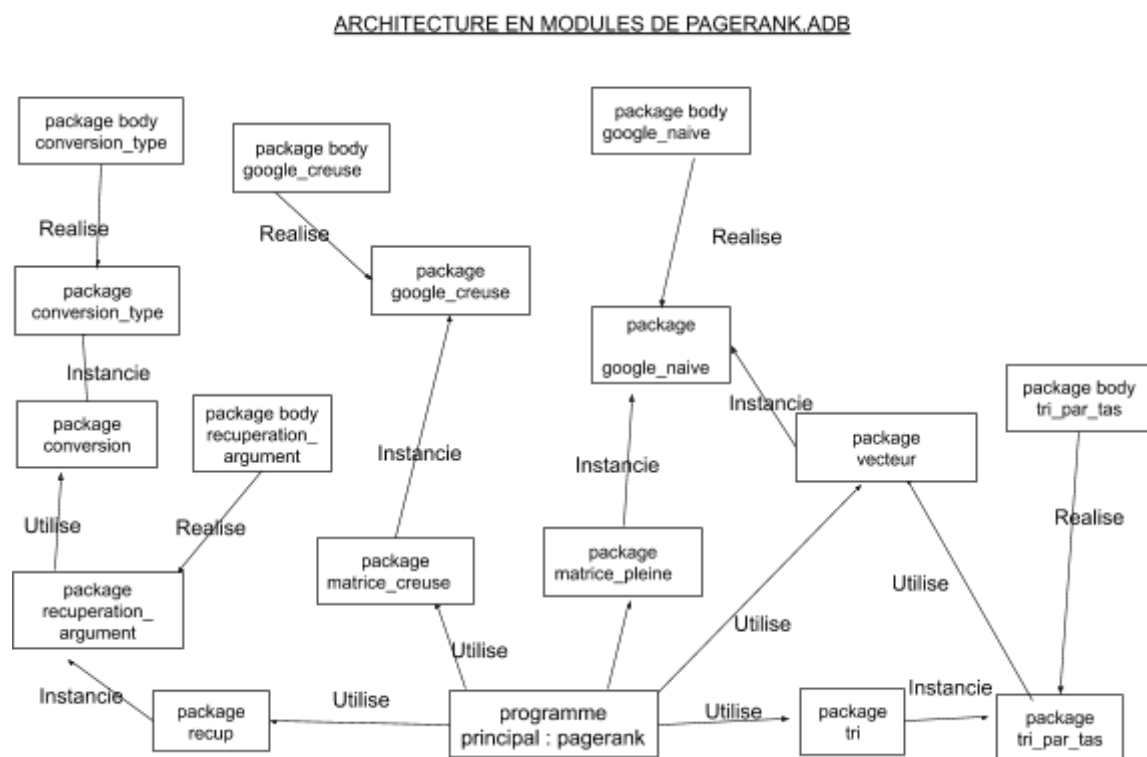 ARCHITECTURE EN MODULES DE PAGERANK.ADB
package body
conversion_type
package body
google_creuse
package body
google_naive
Realise
Realise
Realise
package
conversion_type
package
google_creuse
package
google_naive
Instancie
package body
recuperation_
argument
package
conversion
Instancie
package body
tri_par_tas
package
vecteur
Instancie
Instancie
Utilise
Realise
Realise
package
matrice_creuse
package
matrice_pleine
package
recuperation_
argument
Utilise
Utilise
Utilise
Instancie
package
recup
Utilise
programme
principal : pagerank
Utilise
package
tri
Instancie
package
tri_par_tas